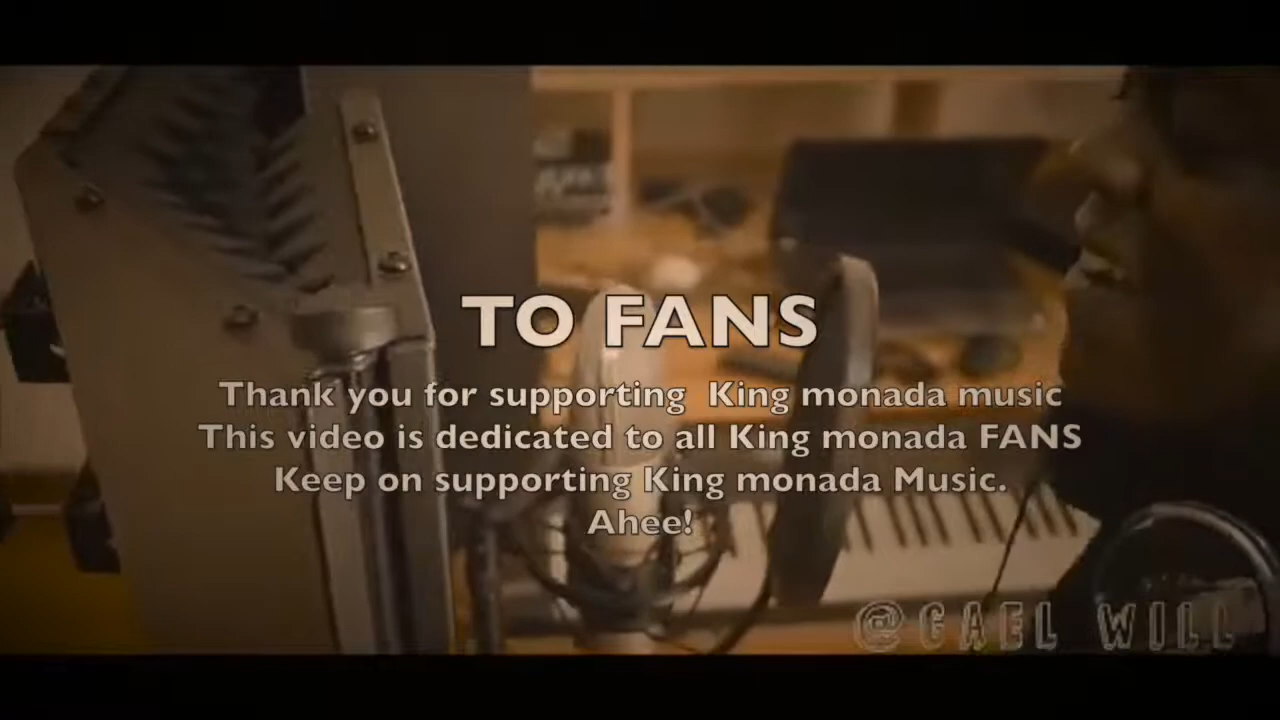 TO FANS
Thank you for supporting  King monada music
This video is dedicated to all King monada FANS
Keep on supporting King monada Music.
Ahee!
@GAEL WILL